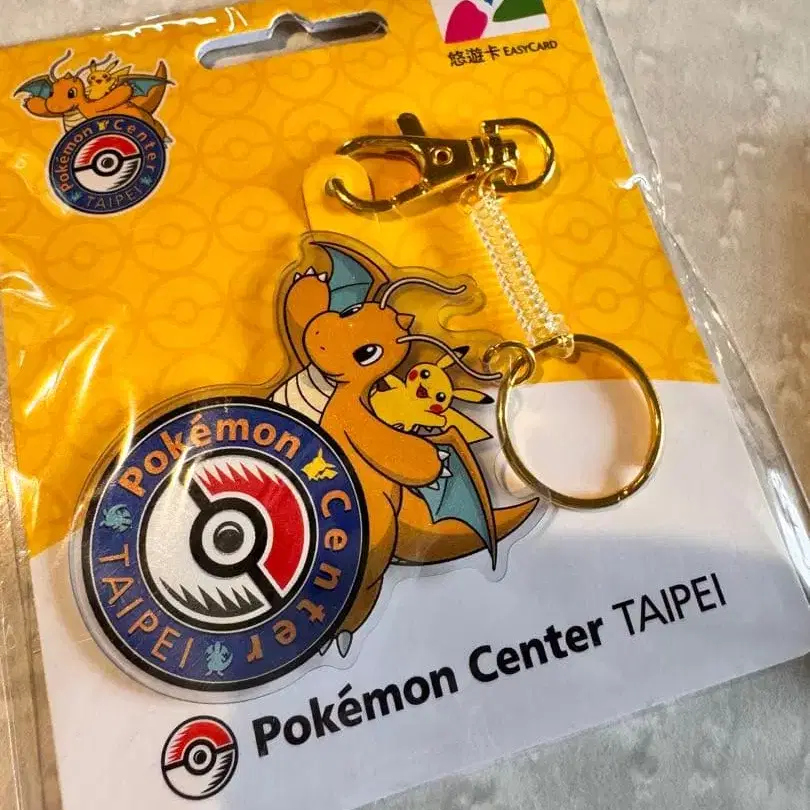 悠遊卡 EASYCARD
Pokémon Center
TAIPEI
Pokémon Center
TAIPEI
Pokémon Center TAIPEI